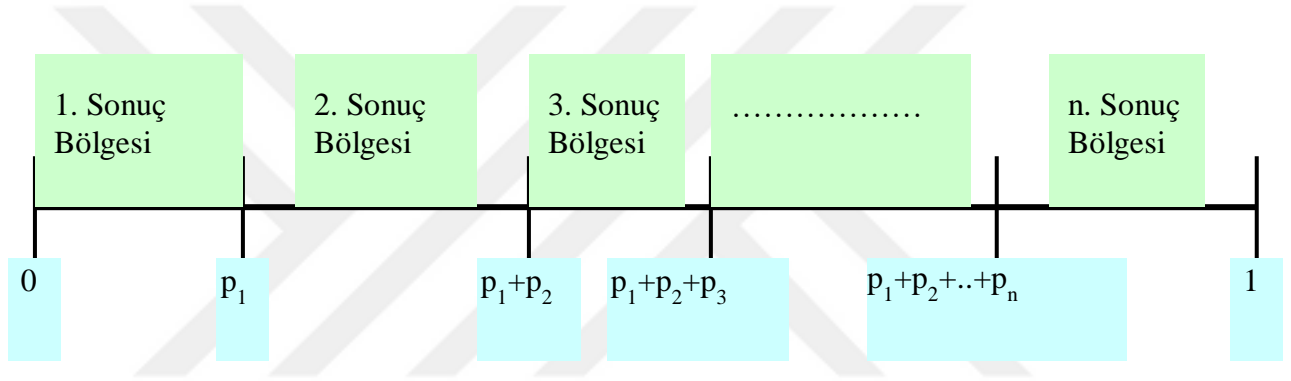 1. Sonuç
Bölgesi
2. Sonuç
Bölgesi
3. Sonuç
Bölgesi
………………
n. Sonuç
Bölgesi
0
p₁
p₁+p₂
p₁+p₂+p₃
p₁+p₂+..+pₙ
1